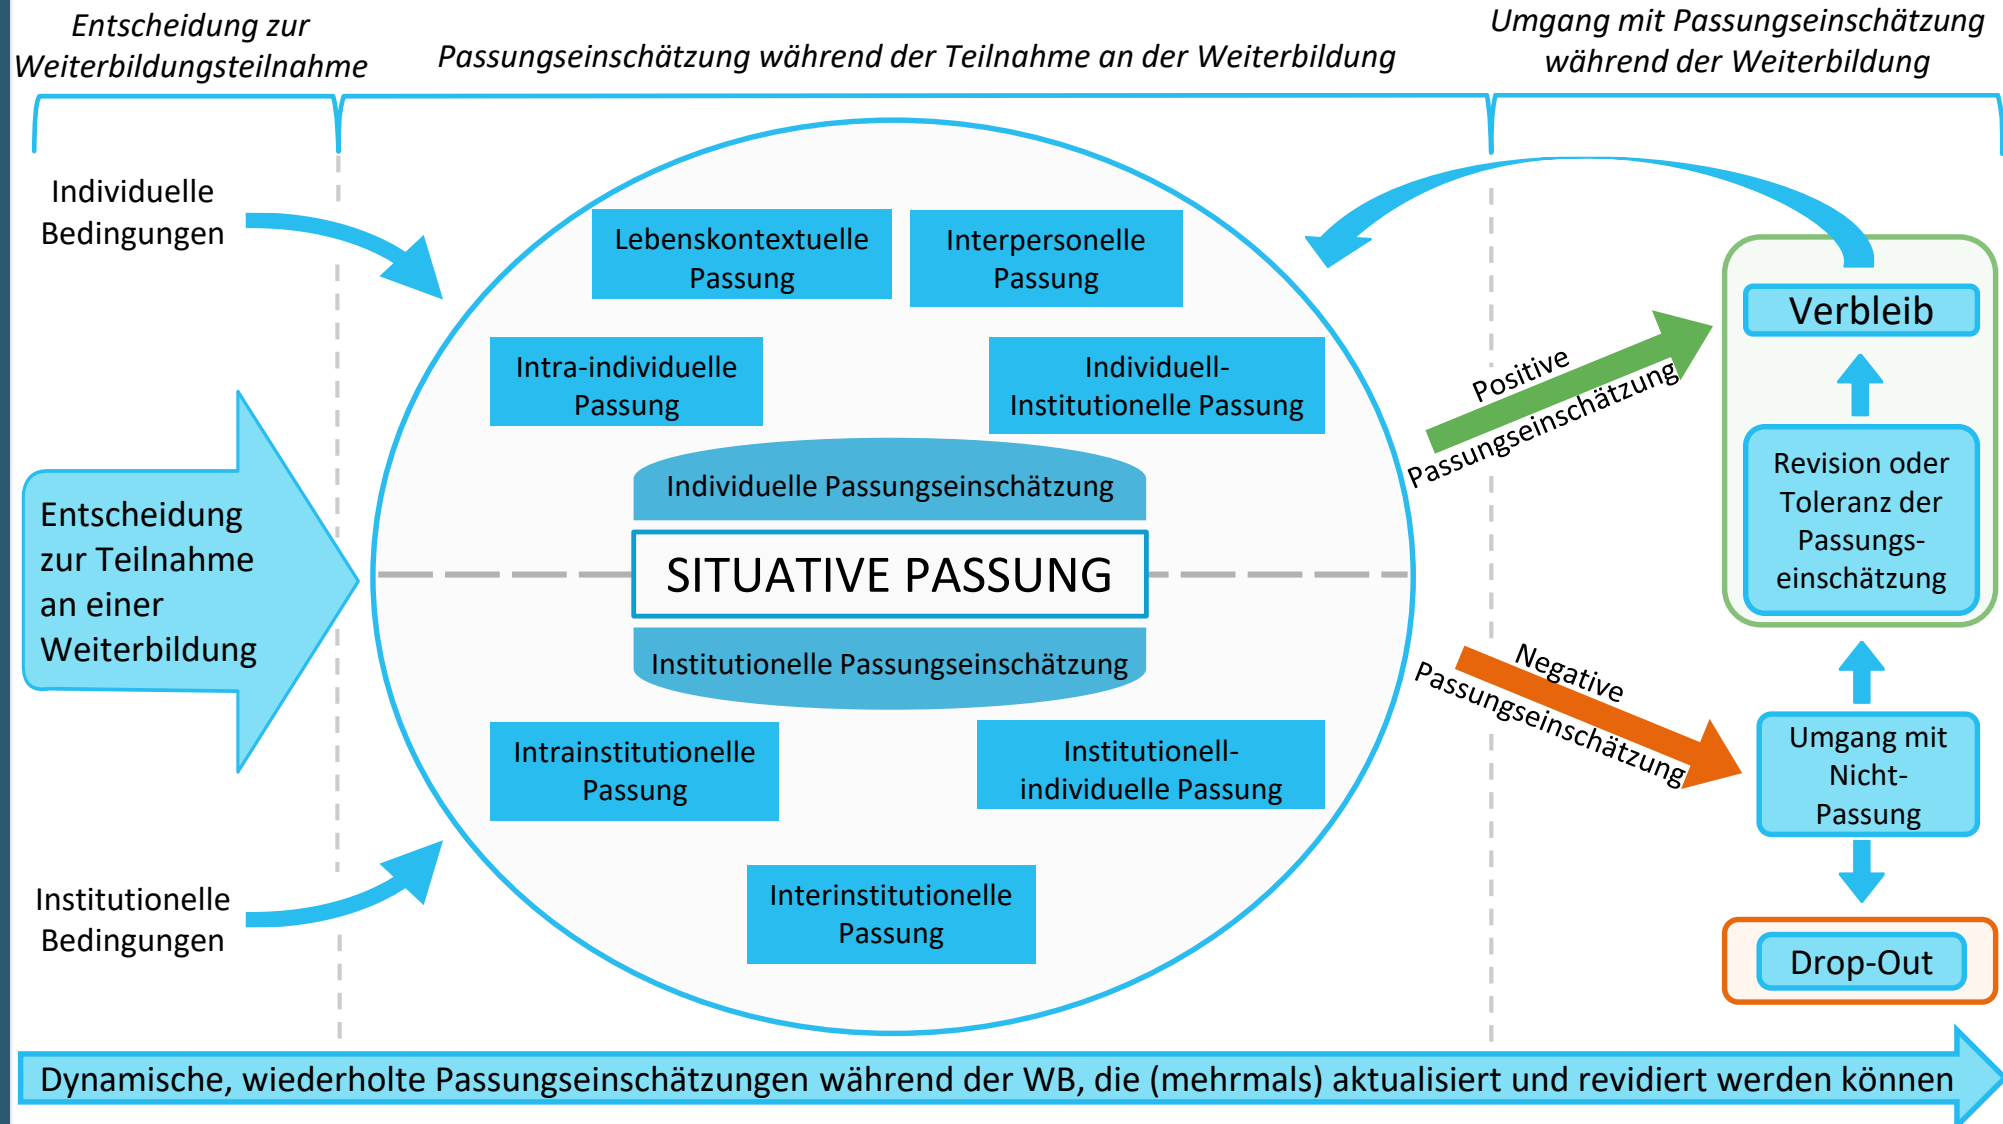 Entscheidung zur
Weiterbildungsteilnahme
Passungseinschätzung während der Teilnahme an der Weiterbildung
Umgang mit Passungseinschätzung
während der Weiterbildung
Individuelle
Bedingungen
Entscheidung
zur Teilnahme
an einer
Weiterbildung
Institutionelle
Bedingungen
Lebenskontextuelle
Passung
Interpersonelle
Passung
Intra-individuelle
Passung
Individuell-
Institutionelle Passung
Individuelle Passungseinschätzung
SITUATIVE PASSUNG
Institutionelle Passungseinschätzung
Intrainstitutionelle
Passung
Institutionell-
individuelle Passung
Interinstitutionelle
Passung
Positive
Passungseinschätzung
Negative
Passungseinschätzung
Verbleib
Revision oder
Toleranz der
Passungs-
einschätzung
Umgang mit
Nicht-
Passung
Drop-Out
Dynamische, wiederholte Passungseinschätzungen während der WB, die (mehrmals) aktualisiert und revidiert werden können